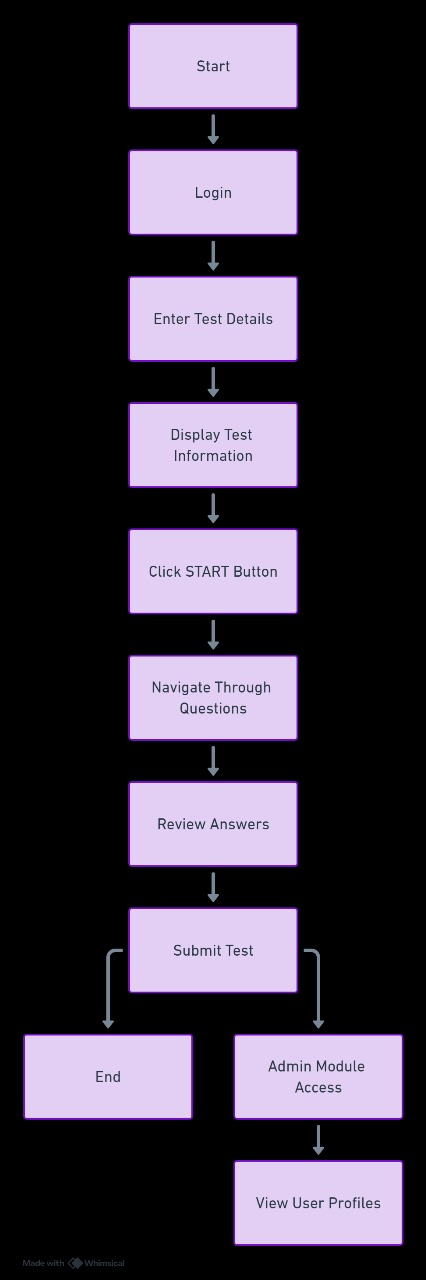 Start
Login
Enter Test Details
Display Test
Information
Click START Button
Navigate Through
Questions
Review Answers
Submit Test
End
Admin Module
Access
View User Profiles
Made with Whimsical